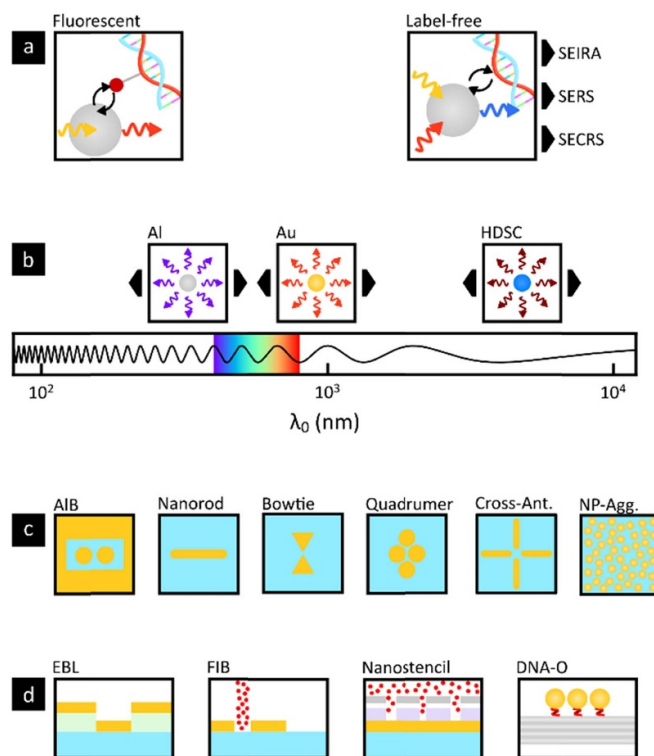 a
Fluorescent
Label-free
SEIRA
SERS
SECRS
b
Al
Au
HDSC
10²
10³
10⁴
λ₀ (nm)
c
AIB
Nanorod
Bowtie
Quadrumer
Cross-Ant.
NP-Agg.
d
EBL
FIB
Nanostencil
DNA-O